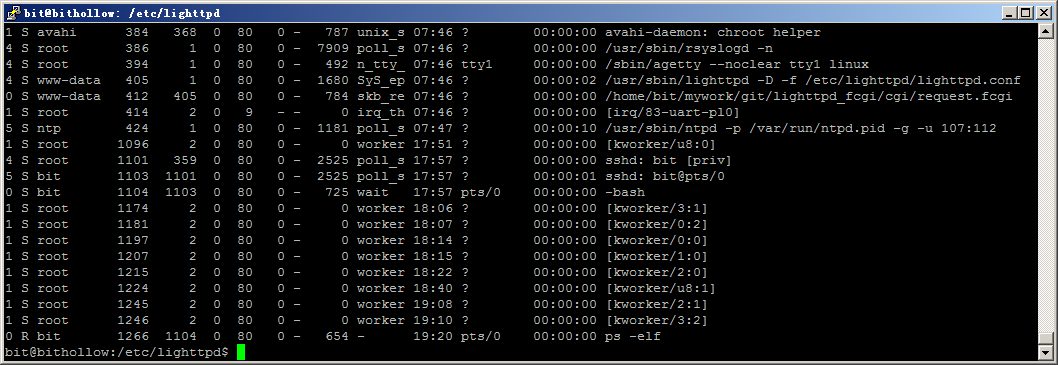 bit@bithollow: /etc/lighttpd
1 S avahi      384   368  0  80   0 -   787 unix_s 07:46 ?        00:00:00 avahi-daemon: chroot helper
4 S root       386     1  0  80   0 -  7909 poll_s 07:46 ?        00:00:00 /usr/sbin/rsyslogd -n
4 S root       394     1  0  80   0 -   492 n_tty_ 07:46 tty1     00:00:00 /sbin/agetty --noclear tty1 linux
4 S www-data   405     1  0  80   0 -  1680 SyS_ep 07:46 ?        00:00:02 /usr/sbin/lighttpd -D -f /etc/lighttpd/lighttpd.conf
0 S www-data   412   405  0  80   0 -   784 skb_re 07:46 ?        00:00:00 /home/bit/mywork/git/lighttpd_fcgi/cgi/request.fcgi
1 S root       414     2  0   9   - -     0 irq_th 07:46 ?        00:00:00 [irq/83-uart-pl0]
5 S ntp        424     1  0  80   0 -  1181 poll_s 07:47 ?        00:00:10 /usr/sbin/ntpd -p /var/run/ntpd.pid -g -u 107:112
1 S root      1096     2  0  80   0 -     0 worker 17:51 ?        00:00:00 [kworker/u8:0]
4 S root      1101   359  0  80   0 -  2525 poll_s 17:57 ?        00:00:00 sshd: bit [priv]
5 S bit       1103  1101  0  80   0 -  2525 poll_s 17:57 ?        00:00:01 sshd: bit@pts/0
0 S bit       1104  1103  0  80   0 -   725 wait   17:57 pts/0    00:00:00 -bash
1 S root      1174     2  0  80   0 -     0 worker 18:06 ?        00:00:00 [kworker/3:1]
1 S root      1181     2  0  80   0 -     0 worker 18:07 ?        00:00:00 [kworker/0:2]
1 S root      1197     2  0  80   0 -     0 worker 18:14 ?        00:00:00 [kworker/0:0]
1 S root      1207     2  0  80   0 -     0 worker 18:15 ?        00:00:00 [kworker/1:0]
1 S root      1215     2  0  80   0 -     0 worker 18:22 ?        00:00:00 [kworker/2:0]
1 S root      1224     2  0  80   0 -     0 worker 18:40 ?        00:00:00 [kworker/u8:1]
1 S root      1245     2  0  80   0 -     0 worker 19:08 ?        00:00:00 [kworker/2:1]
1 S root      1246     2  0  80   0 -     0 worker 19:10 ?        00:00:00 [kworker/3:2]
0 R bit       1266  1104  0  80   0 -   654 -      19:20 pts/0    00:00:00 ps -elf
bit@bithollow:/etc/lighttpd$